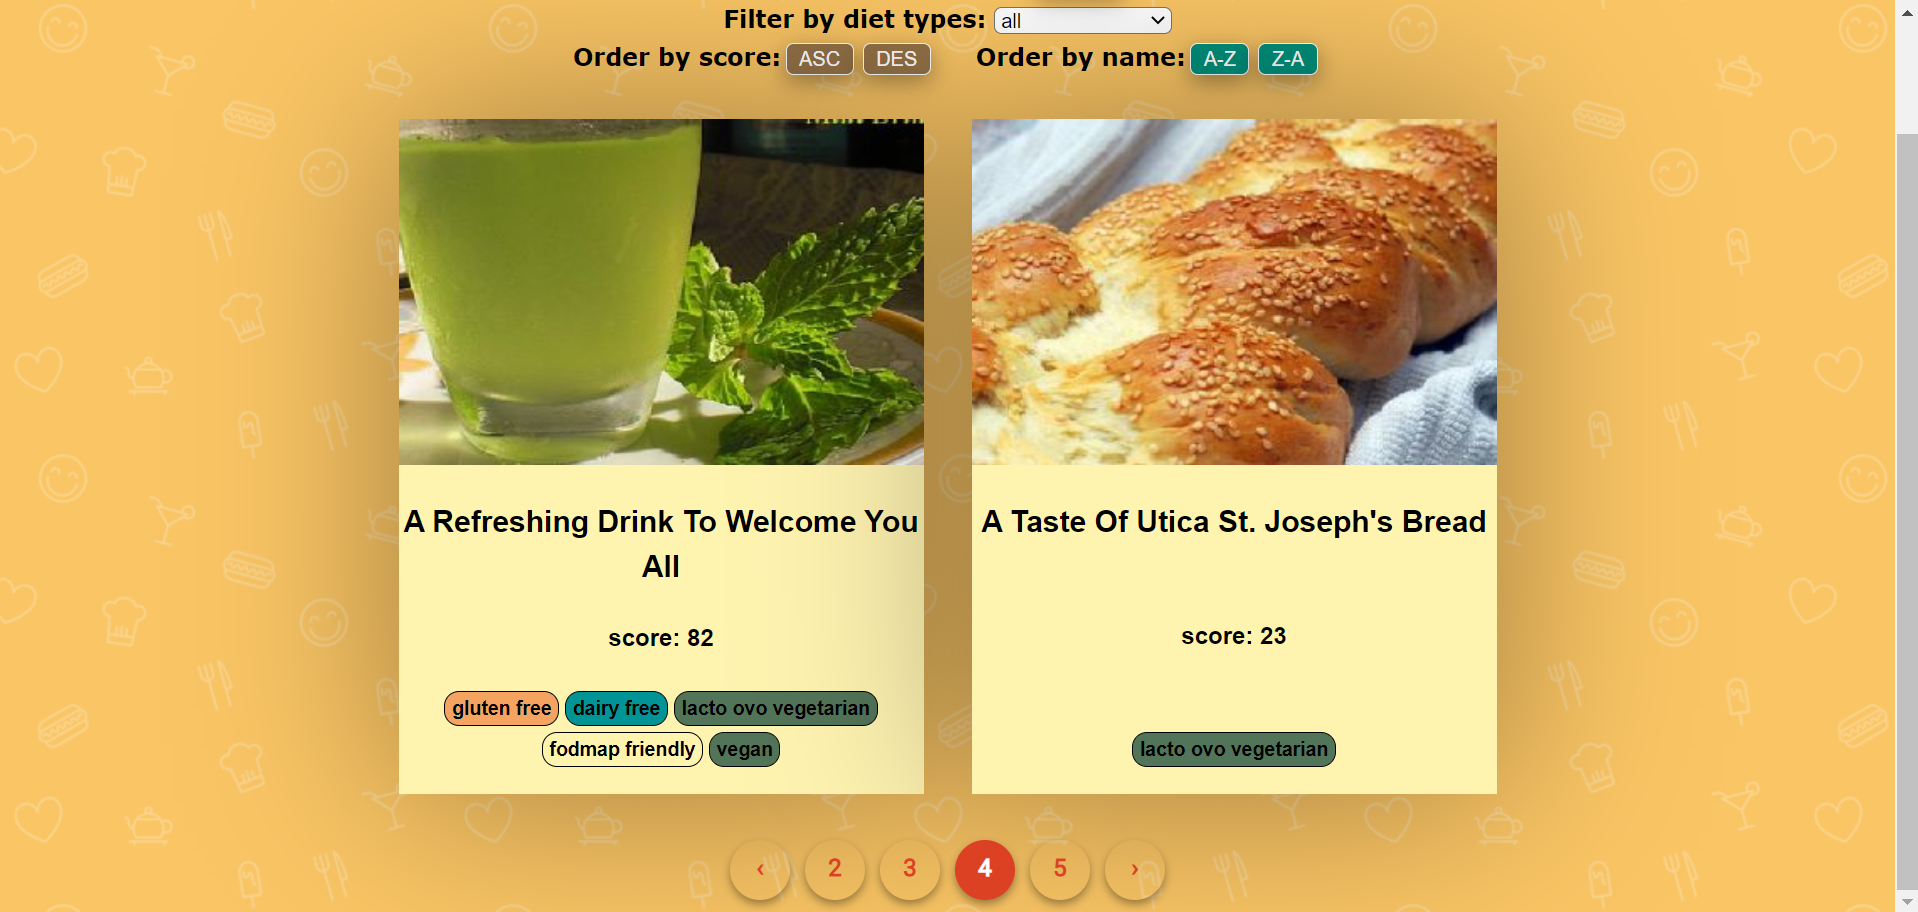 Filter by diet types: all
Order by score: ASC DES Order by name: A-Z Z-A
A Refreshing Drink To Welcome You
All
score: 82
gluten free dairy free lacto ovo vegetarian
fodmap friendly vegan
A Taste Of Utica St. Joseph's Bread
score: 23
lacto ovo vegetarian
‹ 2 3 4 5 ›